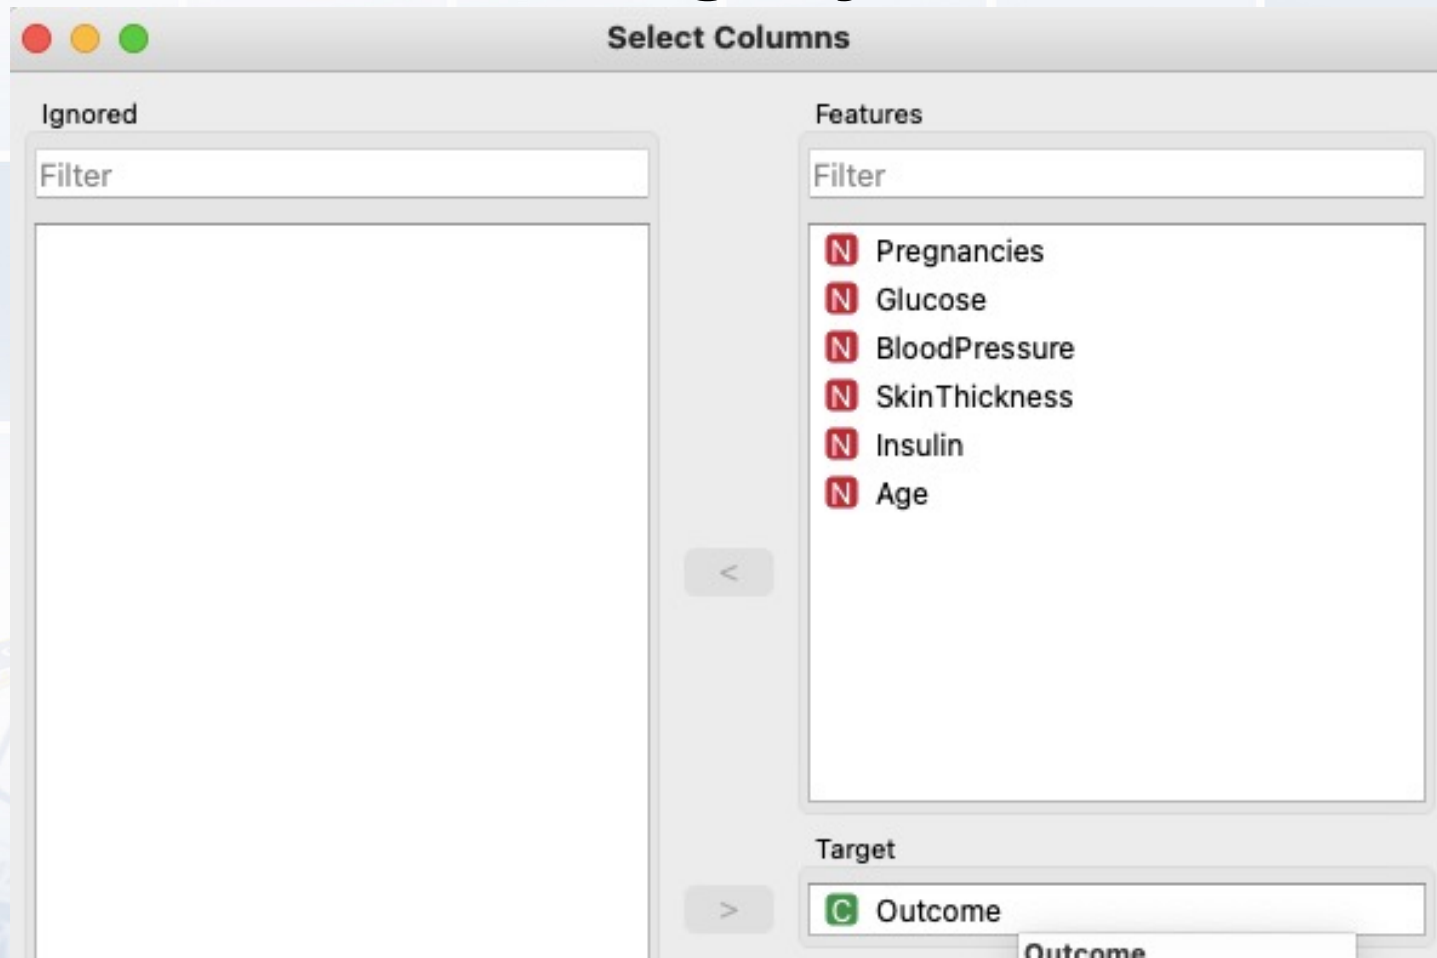 Select Columns
Ignored
Features
Filter
Filter
N Pregnancies
N Glucose
N BloodPressure
N SkinThickness
N Insulin
N Age
<
Target
>
C Outcome
Outcome